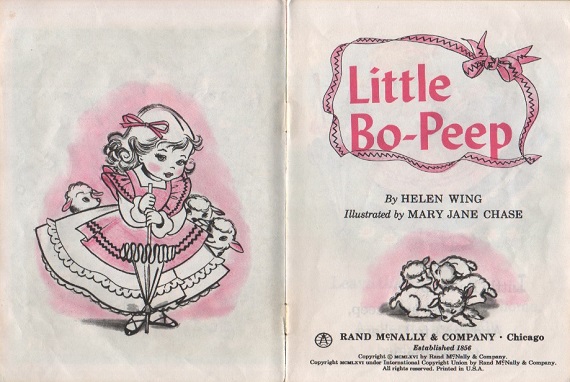 Little
Bo-Peep
By HELEN WING
Illustrated by MARY JANE CHASE
RAND McNALLY & COMPANY · Chicago
Established 1856
Copyright © MCMLXVI by Rand McNally & Company.
Copyright MCMLXVI under International Copyright Union by Rand McNally & Company.
All rights reserved. Printed in U.S.A.